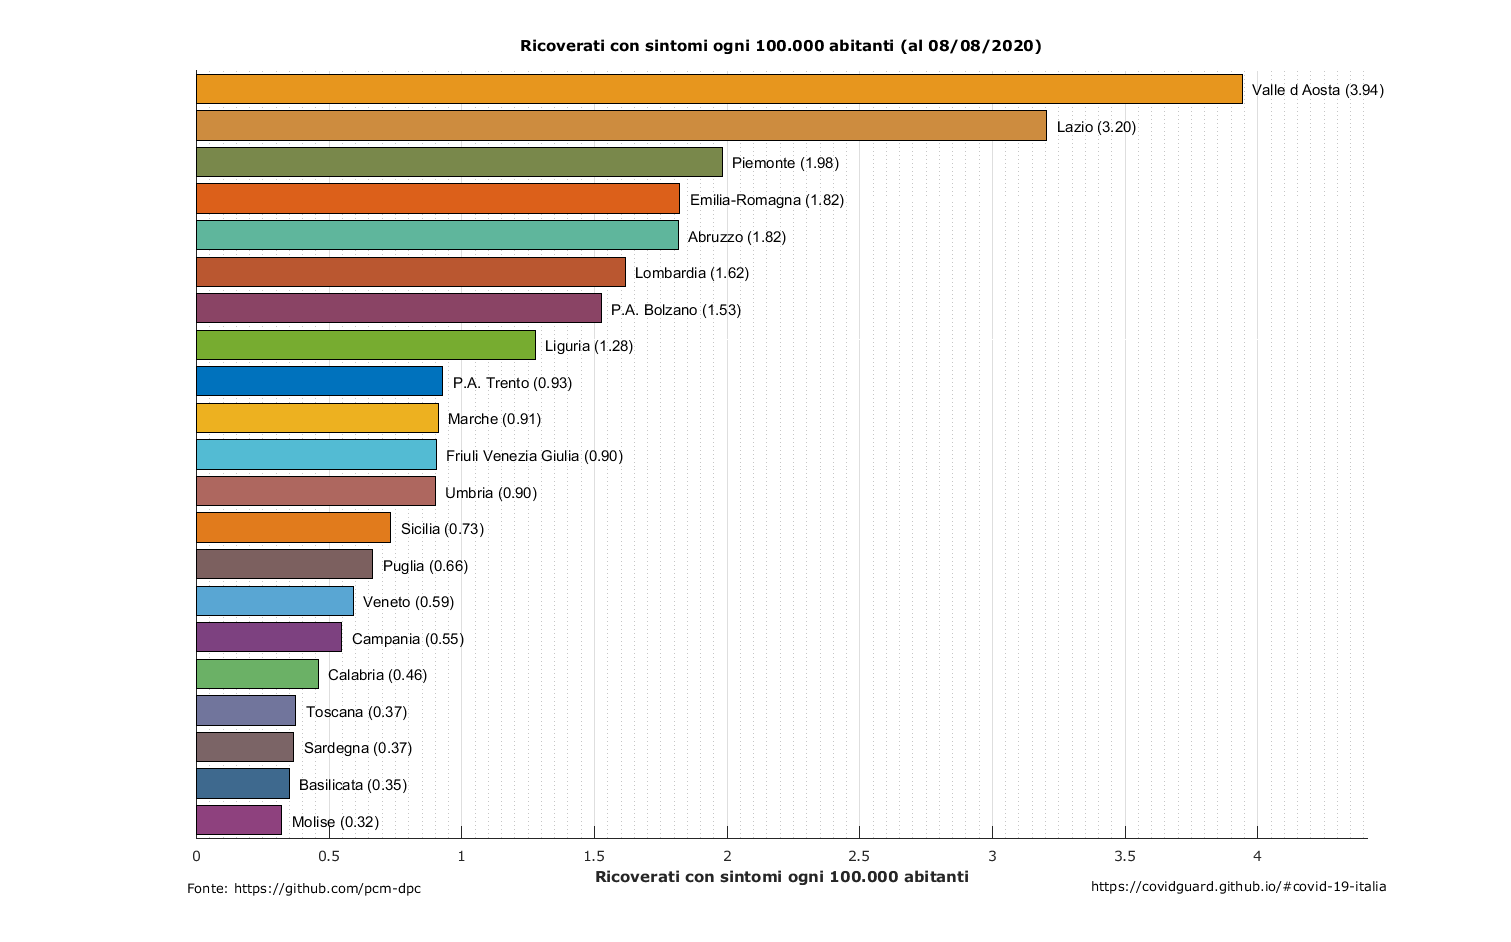 Ricoverati con sintomi ogni 100.000 abitanti (al 08/08/2020)
Valle d Aosta (3.94)
Lazio (3.20)
Piemonte (1.98)
Emilia-Romagna (1.82)
Abruzzo (1.82)
Lombardia (1.62)
P.A. Bolzano (1.53)
Liguria (1.28)
P.A. Trento (0.93)
Marche (0.91)
Friuli Venezia Giulia (0.90)
Umbria (0.90)
Sicilia (0.73)
Puglia (0.66)
Veneto (0.59)
Campania (0.55)
Calabria (0.46)
Toscana (0.37)
Sardegna (0.37)
Basilicata (0.35)
Molise (0.32)
0 0.5 1 1.5 2 2.5 3 3.5 4
Ricoverati con sintomi ogni 100.000 abitanti
Fonte: https://github.com/pcm-dpc
https://covidguard.github.io/#covid-19-italia